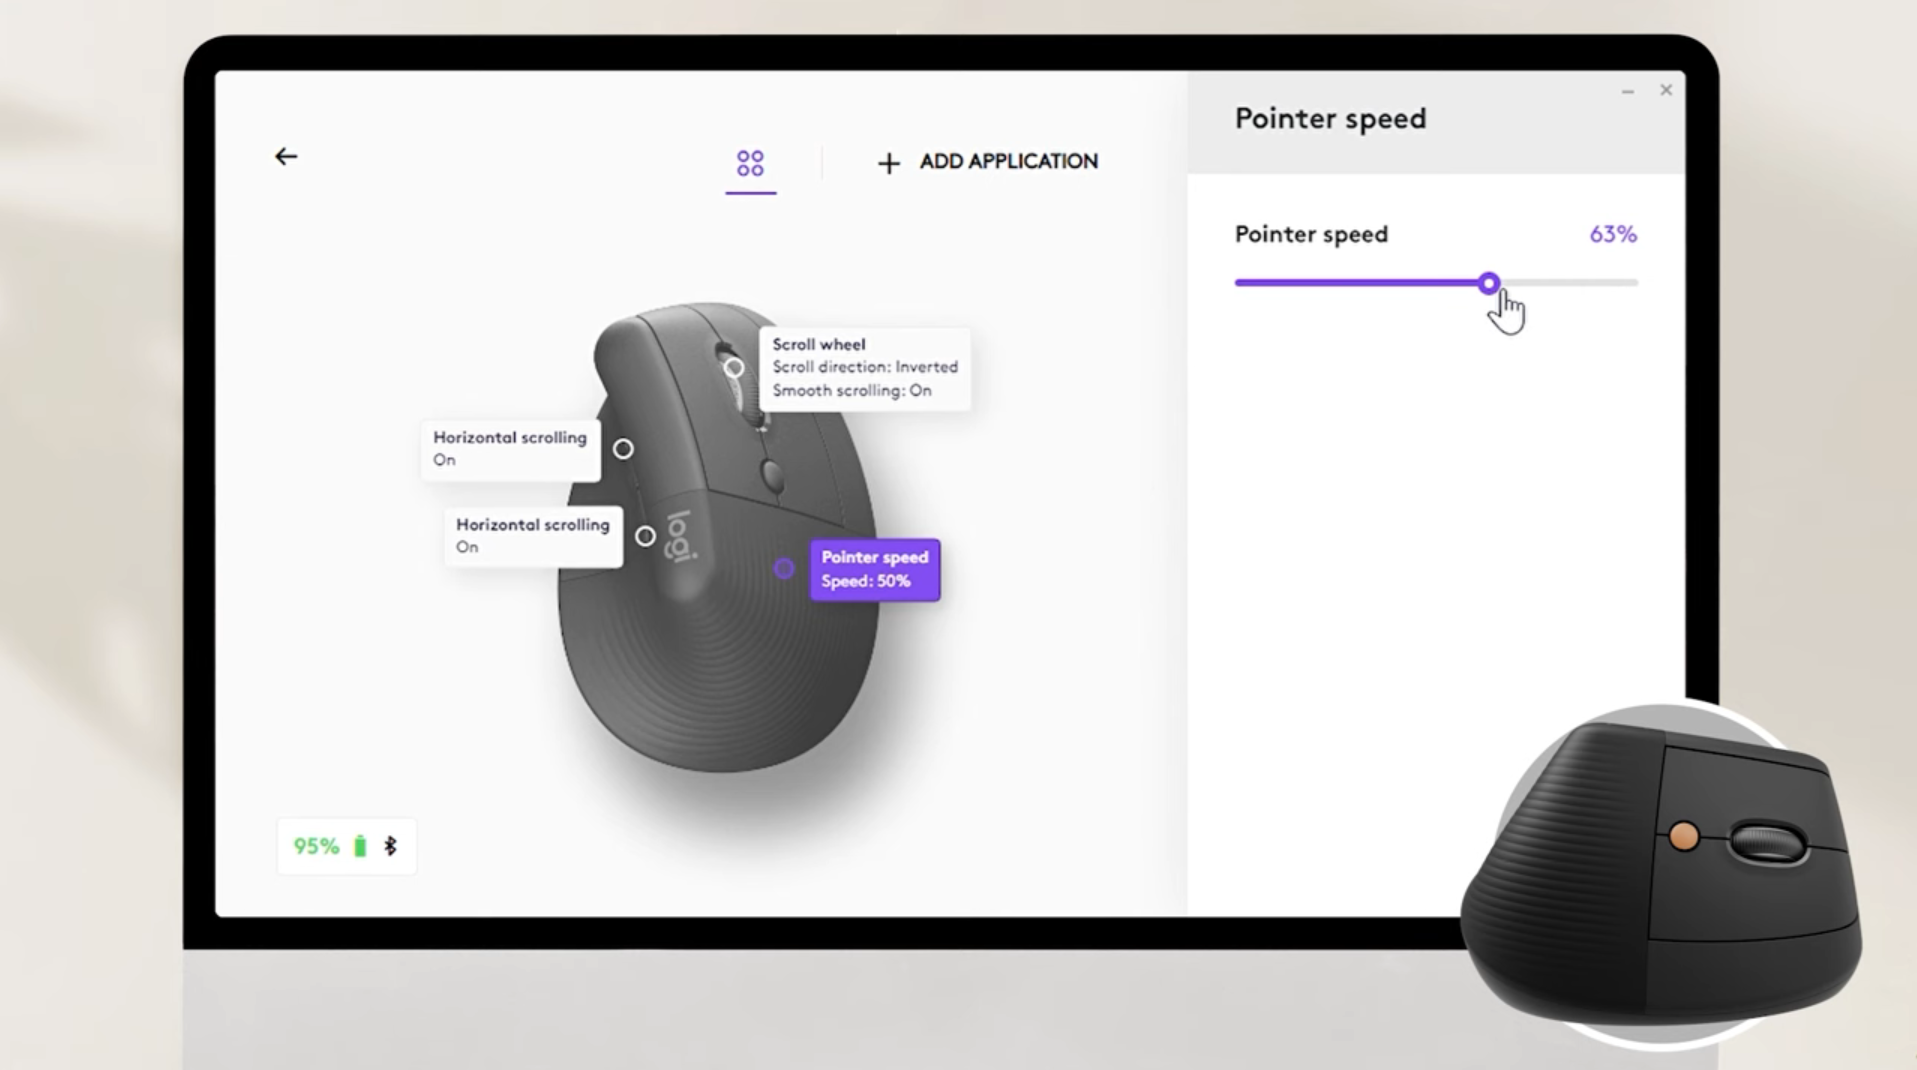 ADD APPLICATION
Pointer speed
Pointer speed 63%
Scroll wheel
Scroll direction: Inverted
Smooth scrolling: On
Horizontal scrolling
On
Horizontal scrolling
On
logi
Pointer speed
Speed: 50%
95%